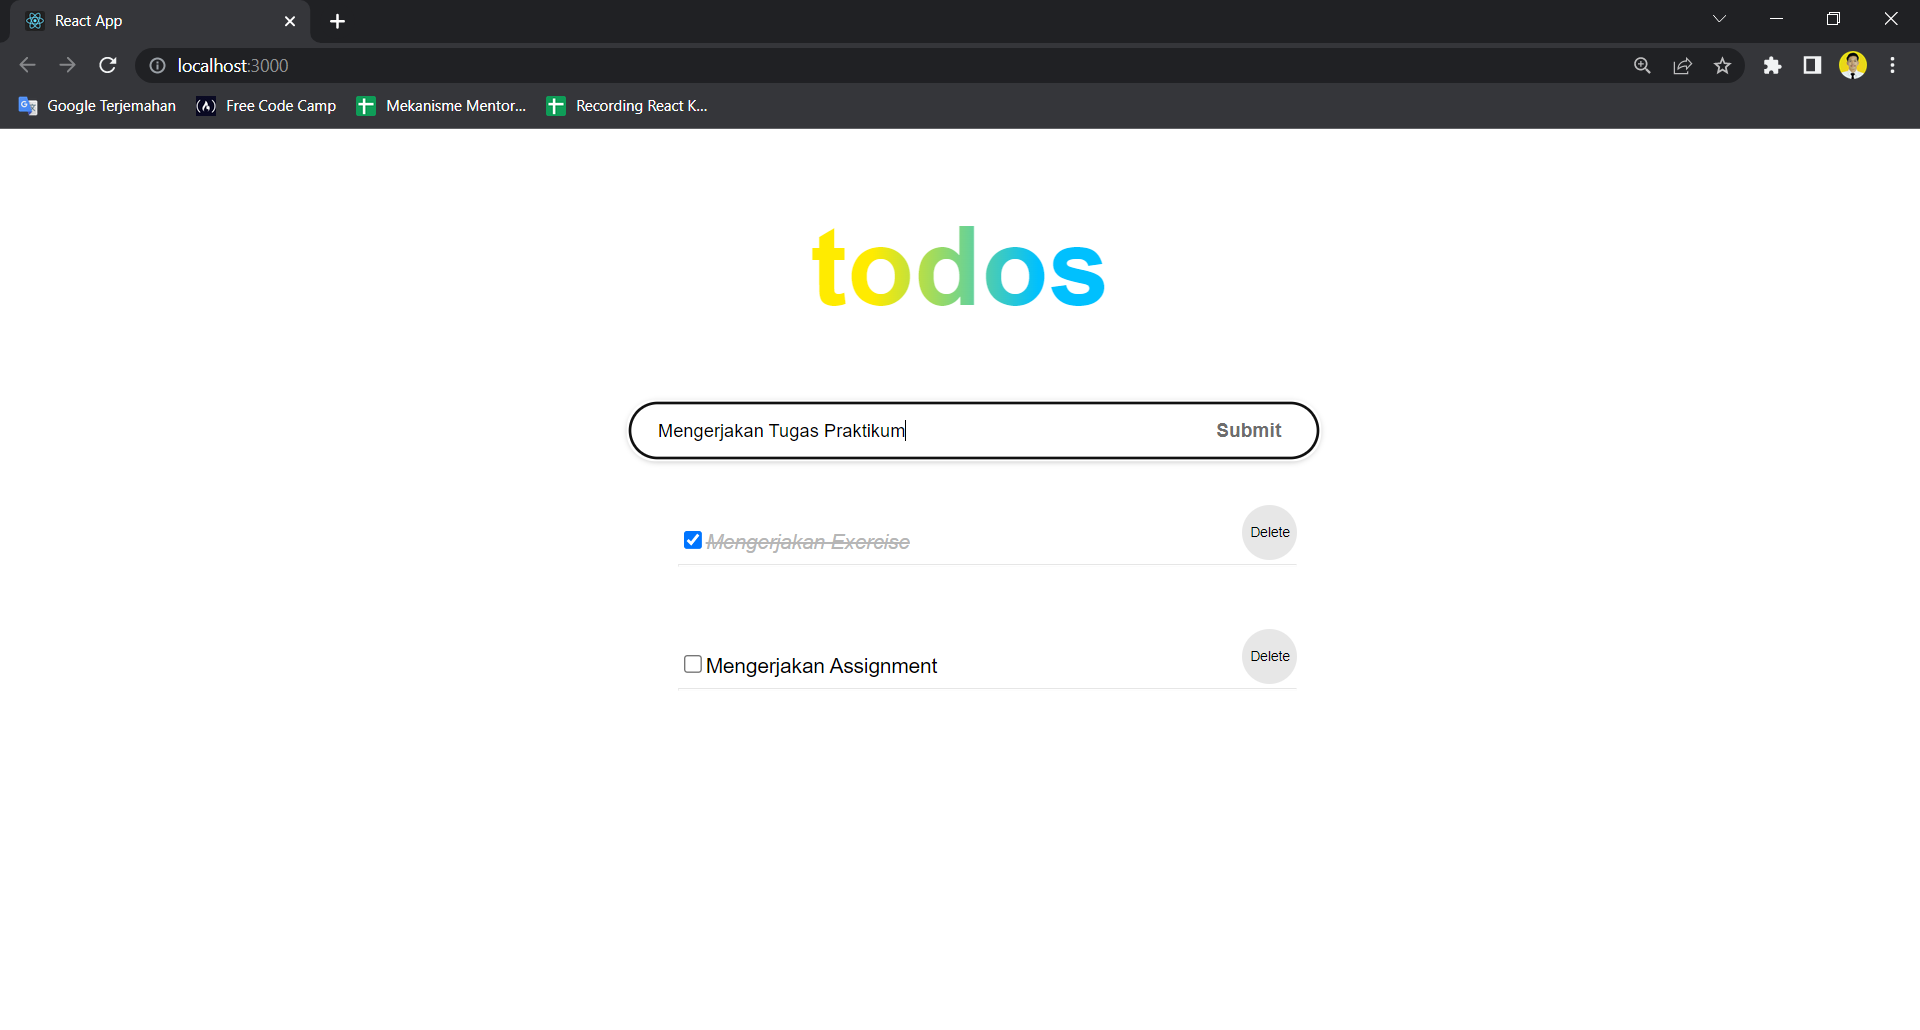 React App
localhost:3000
Google Terjemahan Free Code Camp Mekanisme Mentor... Recording React K...
todos
Mengerjakan Tugas Praktikum Submit
Mengerjakan Exercise Delete
Mengerjakan Assignment Delete